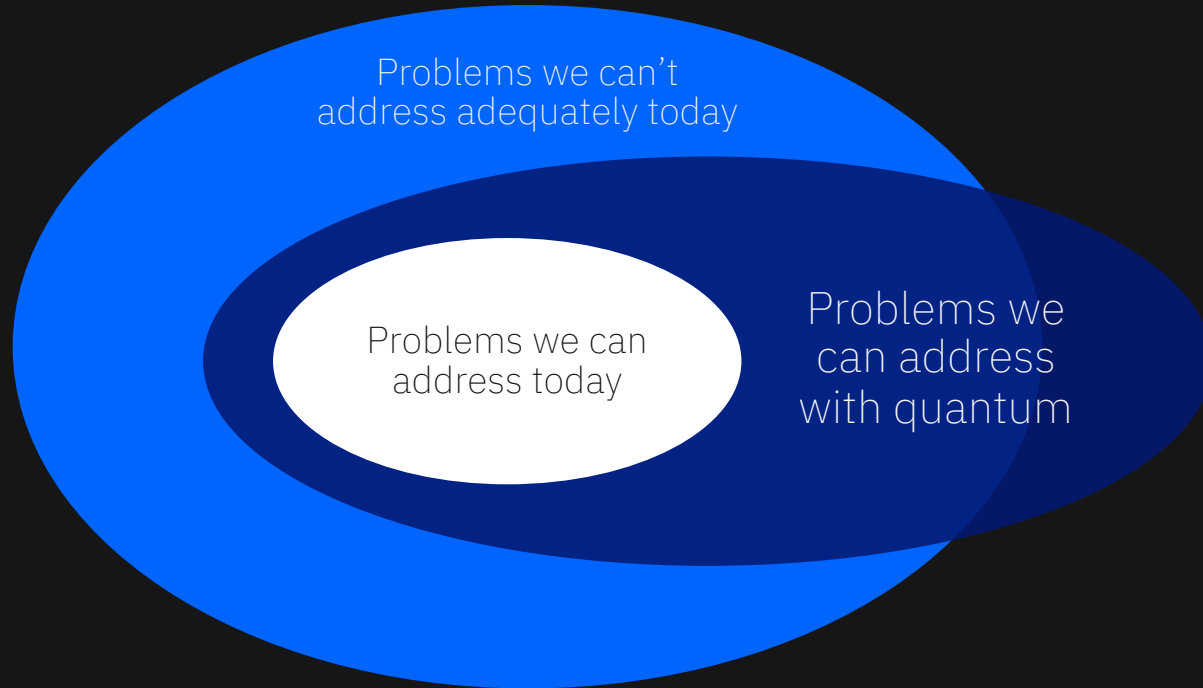 Problems we can’t
address adequately today
Problems we can
address today
Problems we
can address
with quantum